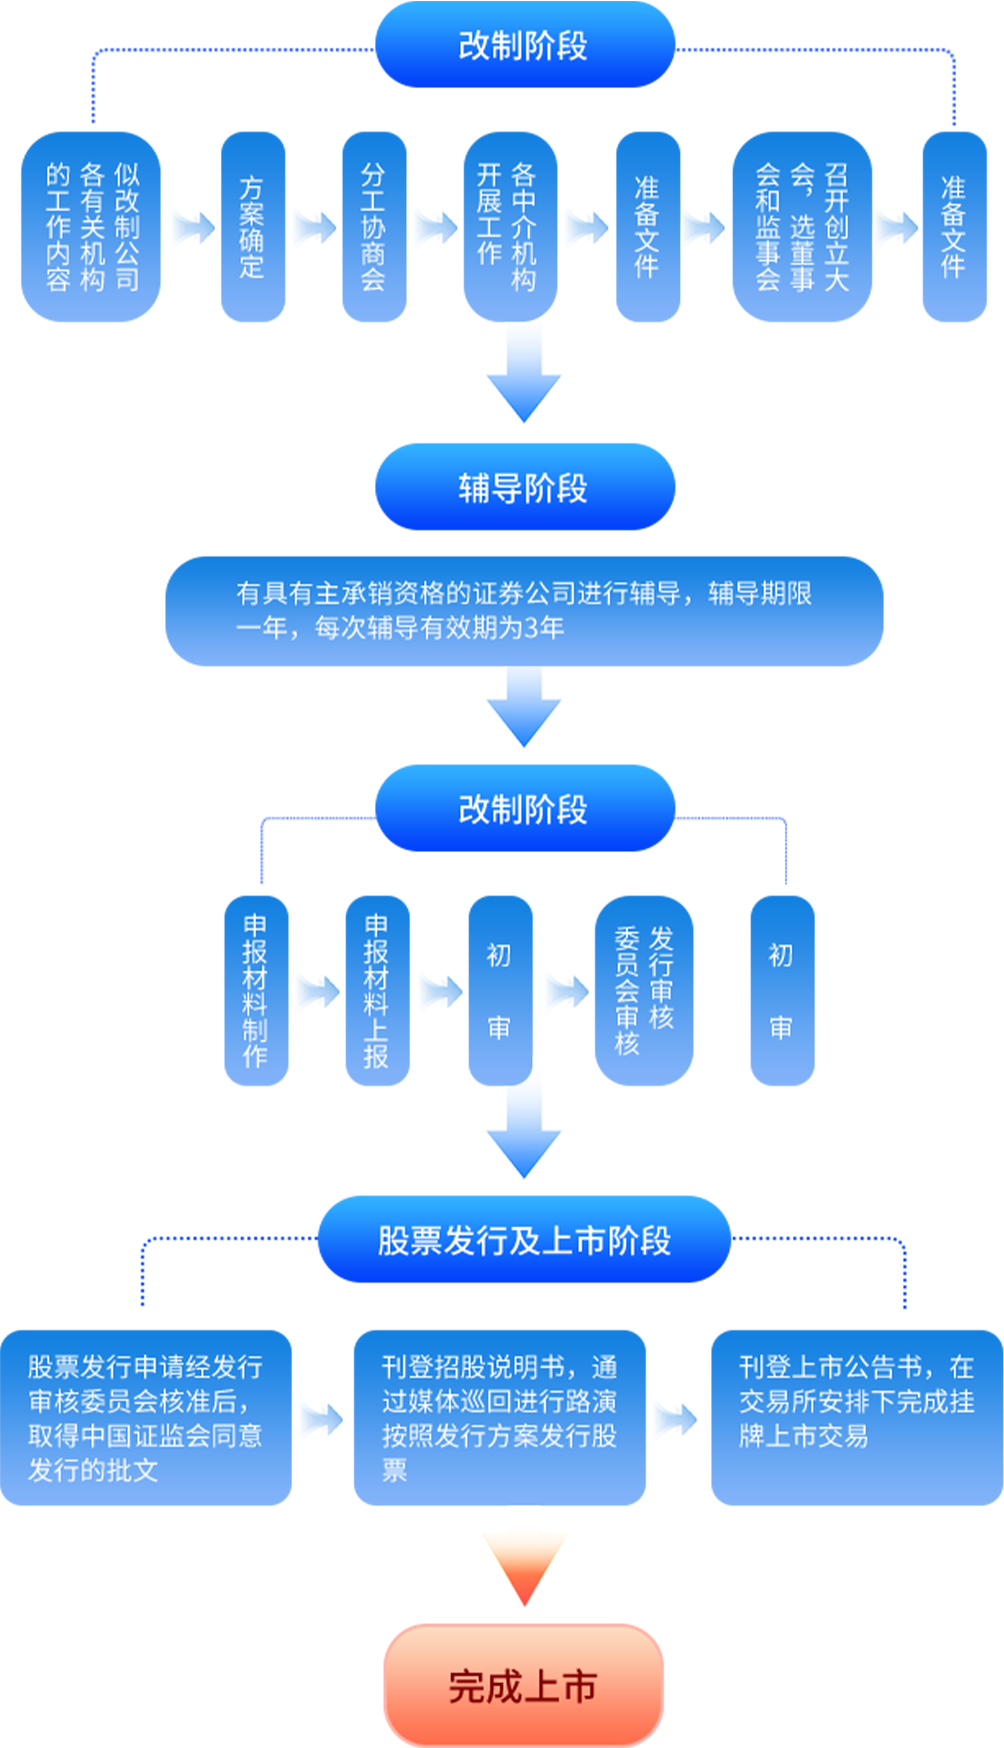 改制阶段
似改制公司
各有关机构
的工作内容
方案确定
分工协商会
各中介机构
开展工作
准备文件
召开创立大
会，选董事
会和监事会
准备文件
辅导阶段
有具有主承销资格的证券公司进行辅导，辅导期限
一年，每次辅导有效期为3年
改制阶段
申报材料制作
申报材料上报
初审
发行审核
委员会审核
初审
股票发行及上市阶段
股票发行申请经发行
审核委员会核准后，
取得中国证监会同意
发行的批文
刊登招股说明书，通
过媒体巡回进行路演
按照发行方案发行股
票
刊登上市公告书，在
交易所安排下完成挂
牌上市交易
完成上市